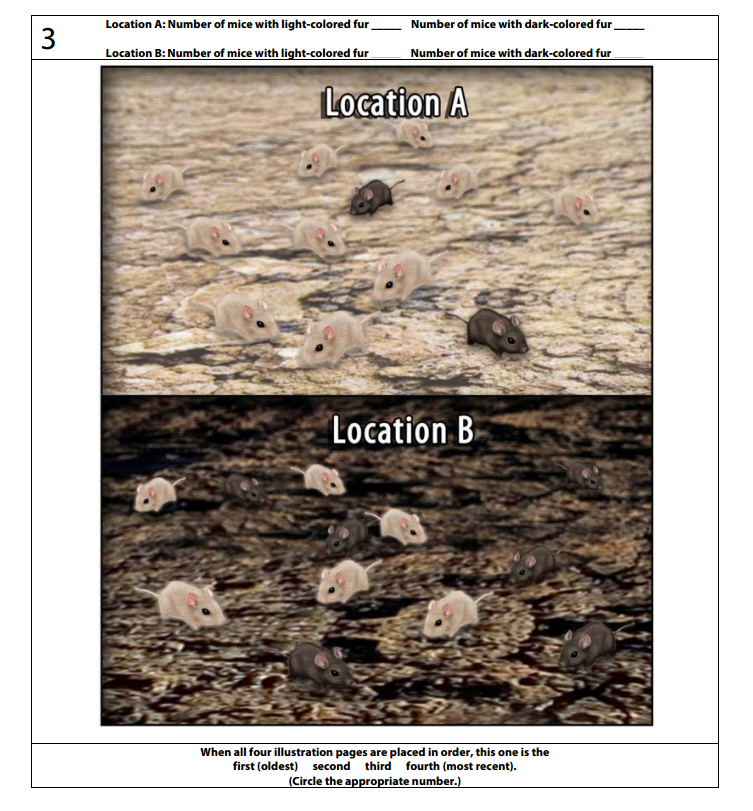 3
Location A: Number of mice with light-colored fur _____ Number of mice with dark-colored fur _____
Location B: Number of mice with light-colored fur _____ Number of mice with dark-colored fur _____
Location A
Location B
When all four illustration pages are placed in order, this one is the
first (oldest) second third fourth (most recent).
(Circle the appropriate number.)